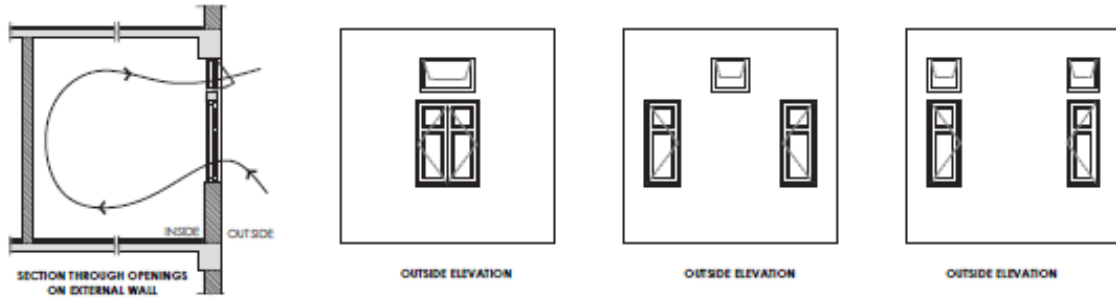 INSIDE
OUTSIDE
SECTION THROUGH OPENINGS
ON EXTERNAL WALL
OUTSIDE ELEVATION
OUTSIDE ELEVATION
OUTSIDE ELEVATION